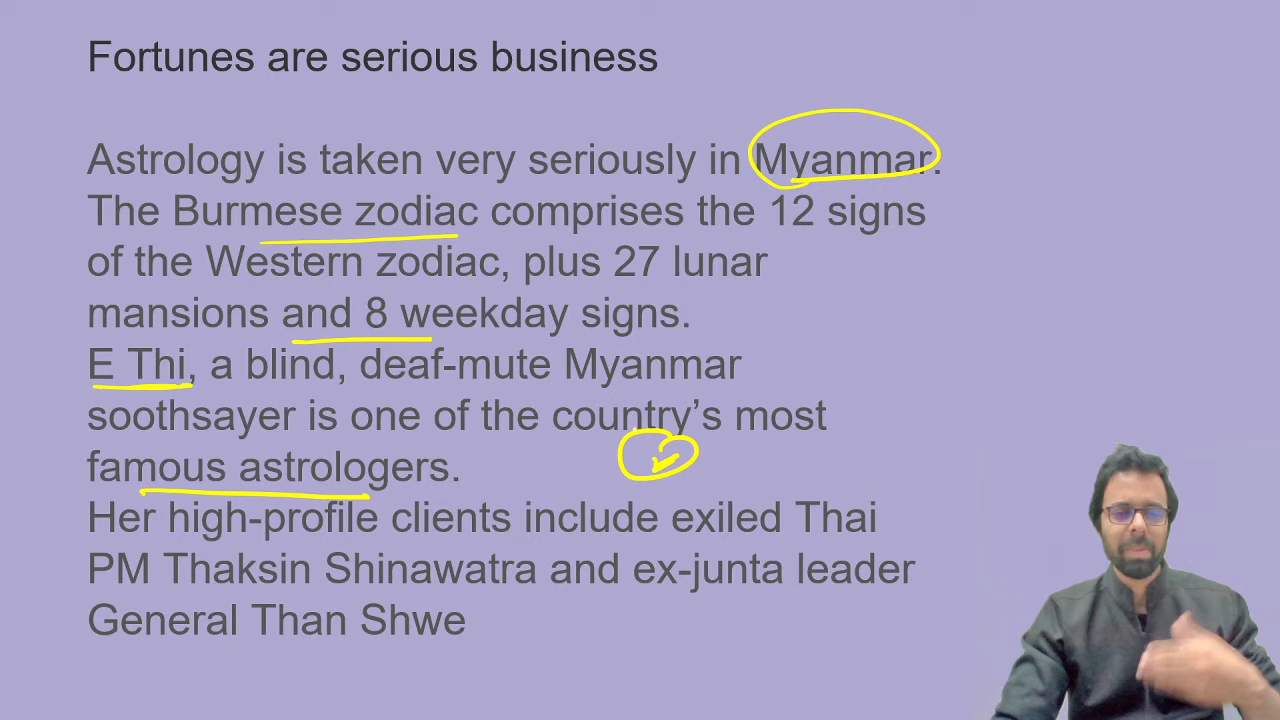 Fortunes are serious business
Astrology is taken very seriously in Myanmar.
The Burmese zodiac comprises the 12 signs
of the Western zodiac, plus 27 lunar
mansions and 8 weekday signs.
E Thi, a blind, deaf-mute Myanmar
soothsayer is one of the country’s most
famous astrologers.
Her high-profile clients include exiled Thai
PM Thaksin Shinawatra and ex-junta leader
General Than Shwe